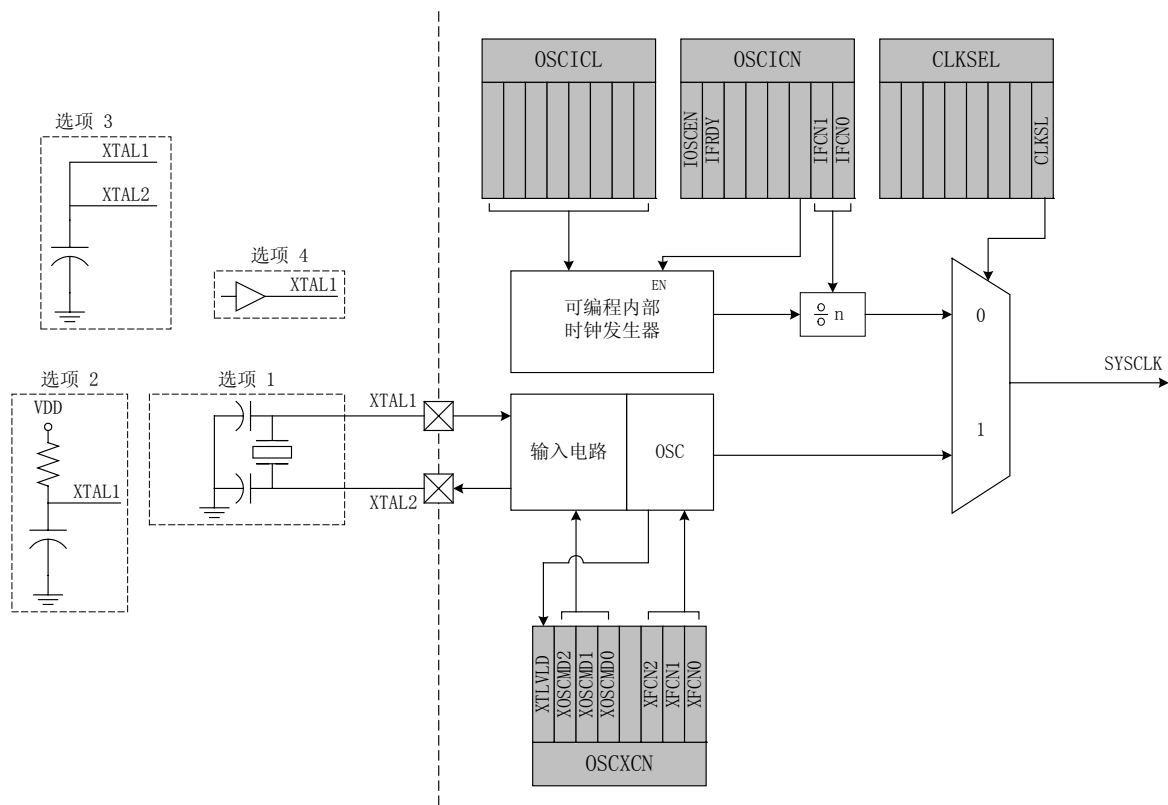 OSCICL
OSCICN
CLKSEL
IOSCEN
IFRDY
IFCN1
IFCN0
CLKSL
选项 3
XTAL1
XTAL2
选项 4
XTAL1
EN
可编程内部
时钟发生器
n
0
1
SYSCLK
选项 2
VDD
XTAL1
选项 1
XTAL1
XTAL2
输入电路
OSC
XTLVLD
XOSCMD2
XOSCMD1
XOSCMD0
XFCN2
XFCN1
XFCN0
OSCXCN